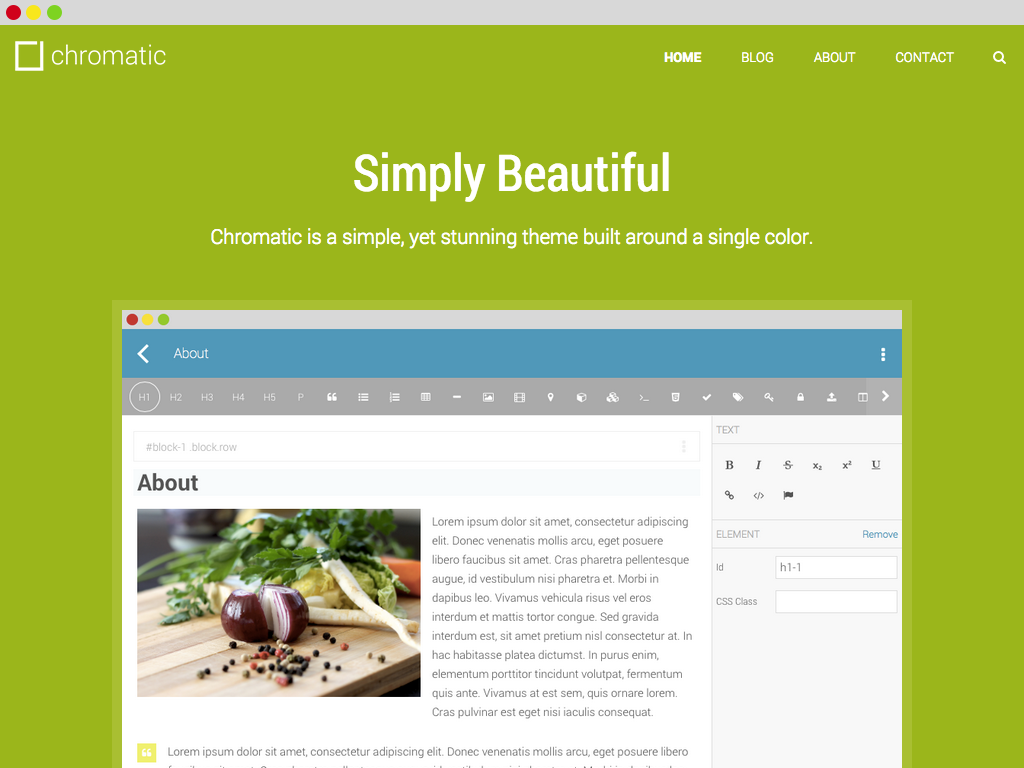 chromatic
HOME BLOG ABOUT CONTACT
Simply Beautiful
Chromatic is a simple, yet stunning theme built around a single color.
About
H1 H2 H3 H4 H5 P
TEXT
#block-1 .block.row
B I S x₂ x² U
About
Lorem ipsum dolor sit amet, consectetur adipiscing
elit. Donec venenatis mollis arcu, eget posuere
libero faucibus sit amet. Cras pharetra pellentesque
augue, id vestibulum nisi pharetra et. Morbi in
dapibus leo. Vivamus vehicula risus vel eros
interdum et mattis tortor congue. Sed gravida
interdum est, sit amet pretium nisl consectetur at. In
hac habitasse platea dictumst. In purus enim,
elementum porttitor tincidunt volutpat, fermentum
quis ante. Vivamus at est sem, quis ornare lorem.
Cras pulvinar est eget nisi iaculis consequat.
ELEMENT Remove
Id h1-1
CSS Class
Lorem ipsum dolor sit amet, consectetur adipiscing elit. Donec venenatis mollis arcu, eget posuere